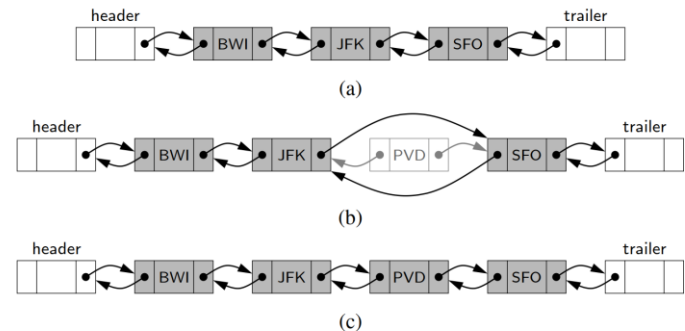 header trailer
BWI JFK SFO
(a)
header trailer
BWI JFK PVD SFO
(b)
header trailer
BWI JFK PVD SFO
(c)